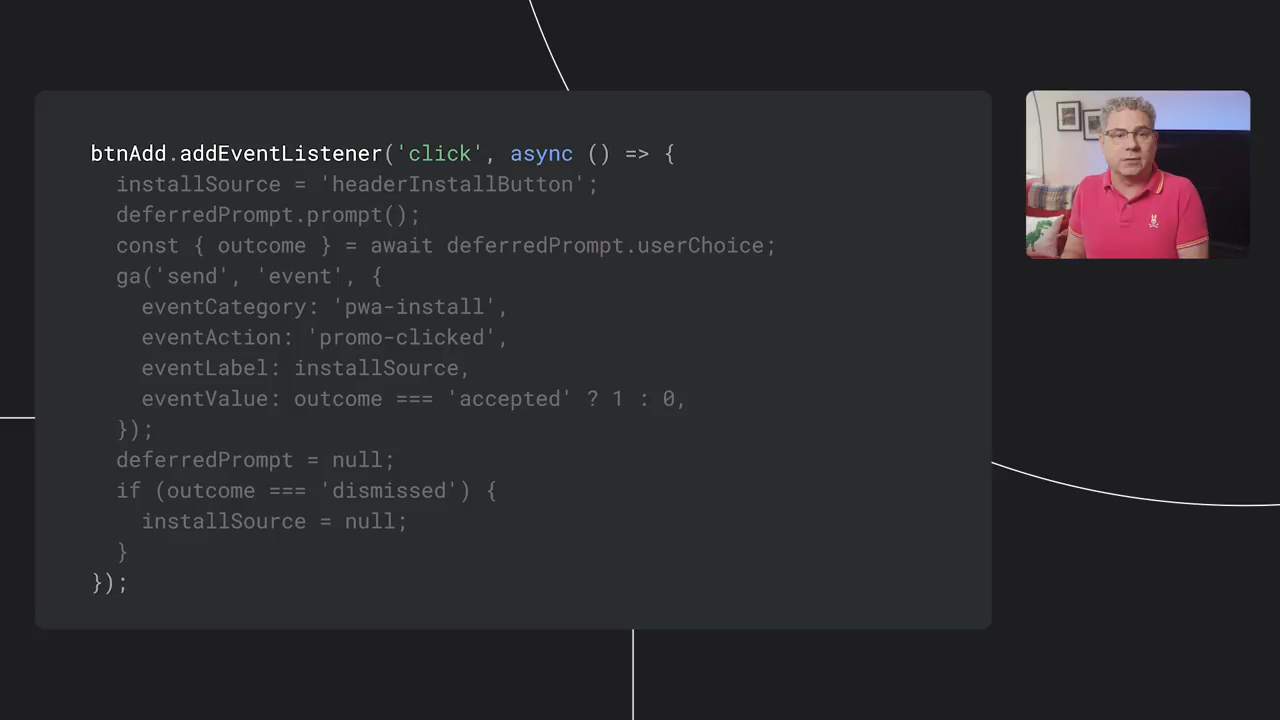 btnAdd.addEventListener('click', async () => {
  installSource = 'headerInstallButton';
  deferredPrompt.prompt();
  const { outcome } = await deferredPrompt.userChoice;
  ga('send', 'event', {
    eventCategory: 'pwa-install',
    eventAction: 'promo-clicked',
    eventLabel: installSource,
    eventValue: outcome === 'accepted' ? 1 : 0,
  });
  deferredPrompt = null;
  if (outcome === 'dismissed') {
    installSource = null;
  }
});